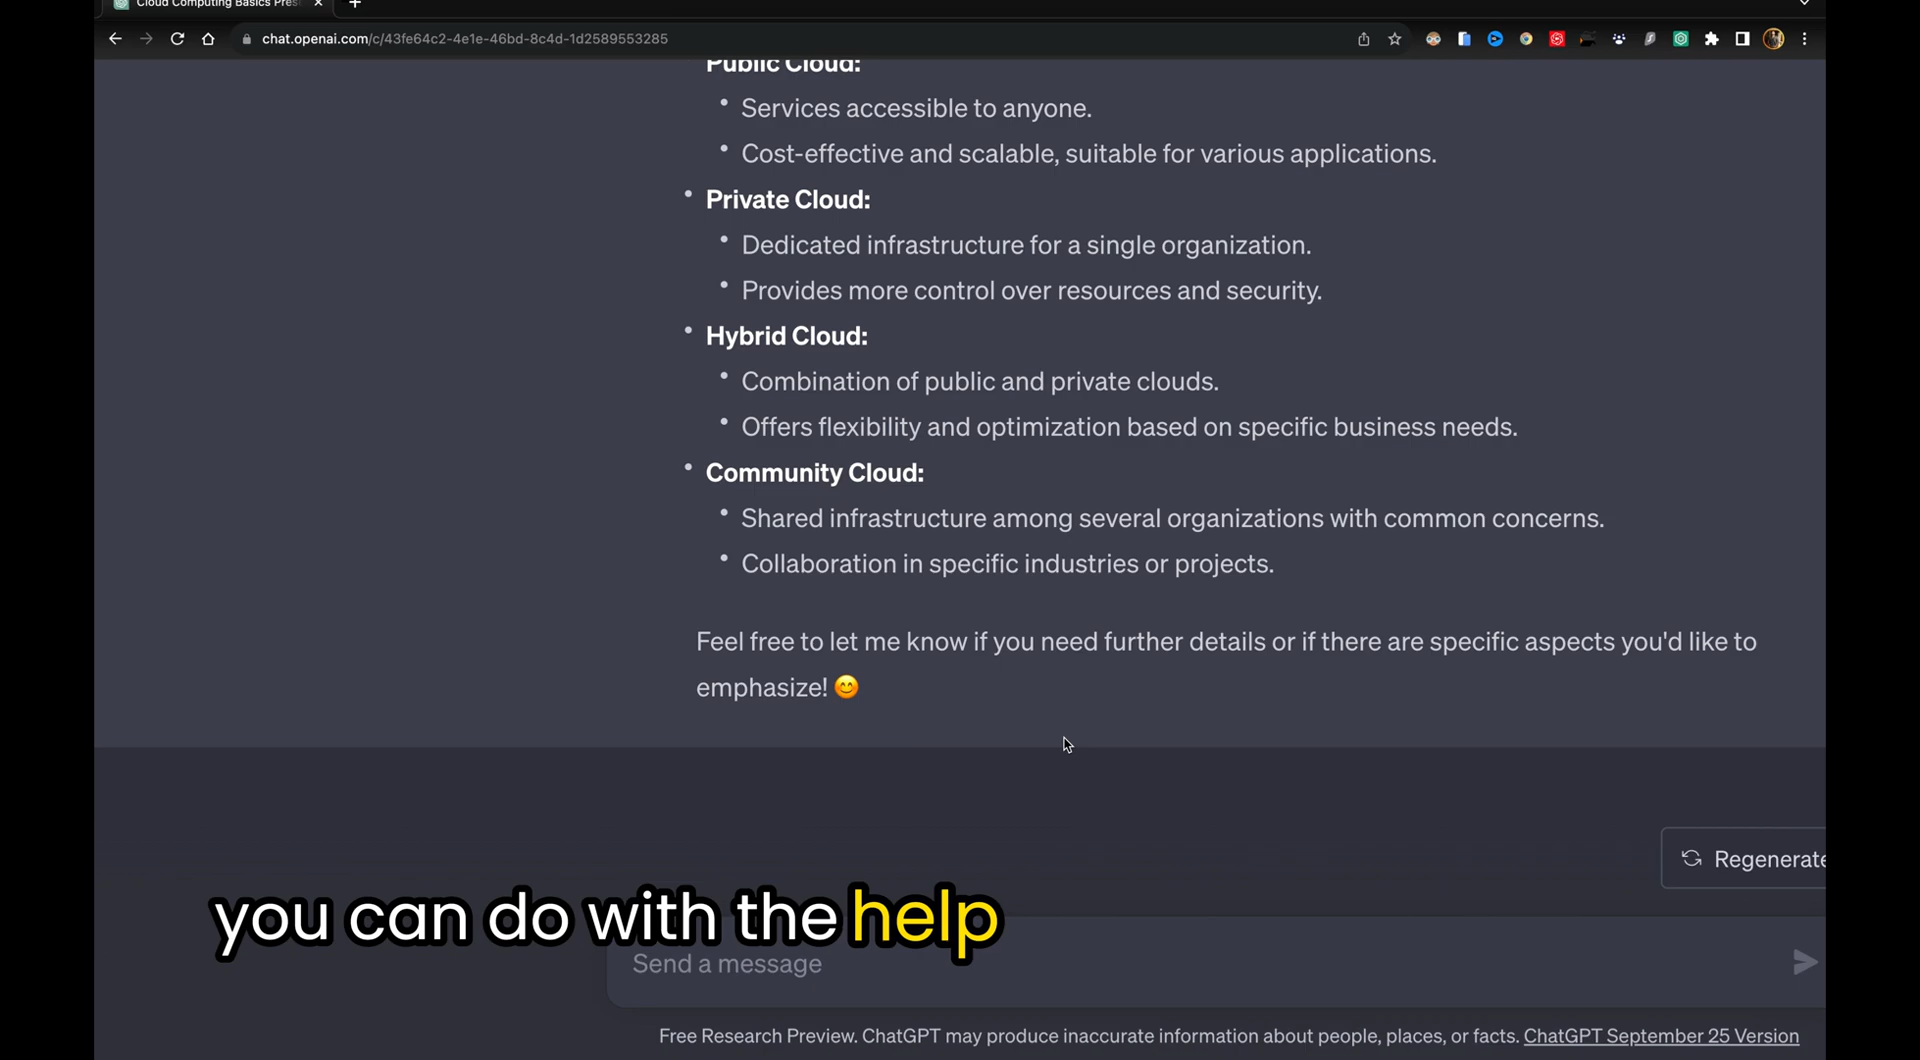 Cloud Computing Basics Pres
chat.openai.com/c/43fe64c2-4e1e-46bd-8c4d-1d2589553285
Public Cloud:
• Services accessible to anyone.
• Cost-effective and scalable, suitable for various applications.
• Private Cloud:
• Dedicated infrastructure for a single organization.
• Provides more control over resources and security.
• Hybrid Cloud:
• Combination of public and private clouds.
• Offers flexibility and optimization based on specific business needs.
• Community Cloud:
• Shared infrastructure among several organizations with common concerns.
• Collaboration in specific industries or projects.
Feel free to let me know if you need further details or if there are specific aspects you'd like to
emphasize! 😊
Regenerate
you can do with the help
Send a message
Free Research Preview. ChatGPT may produce inaccurate information about people, places, or facts. ChatGPT September 25 Version